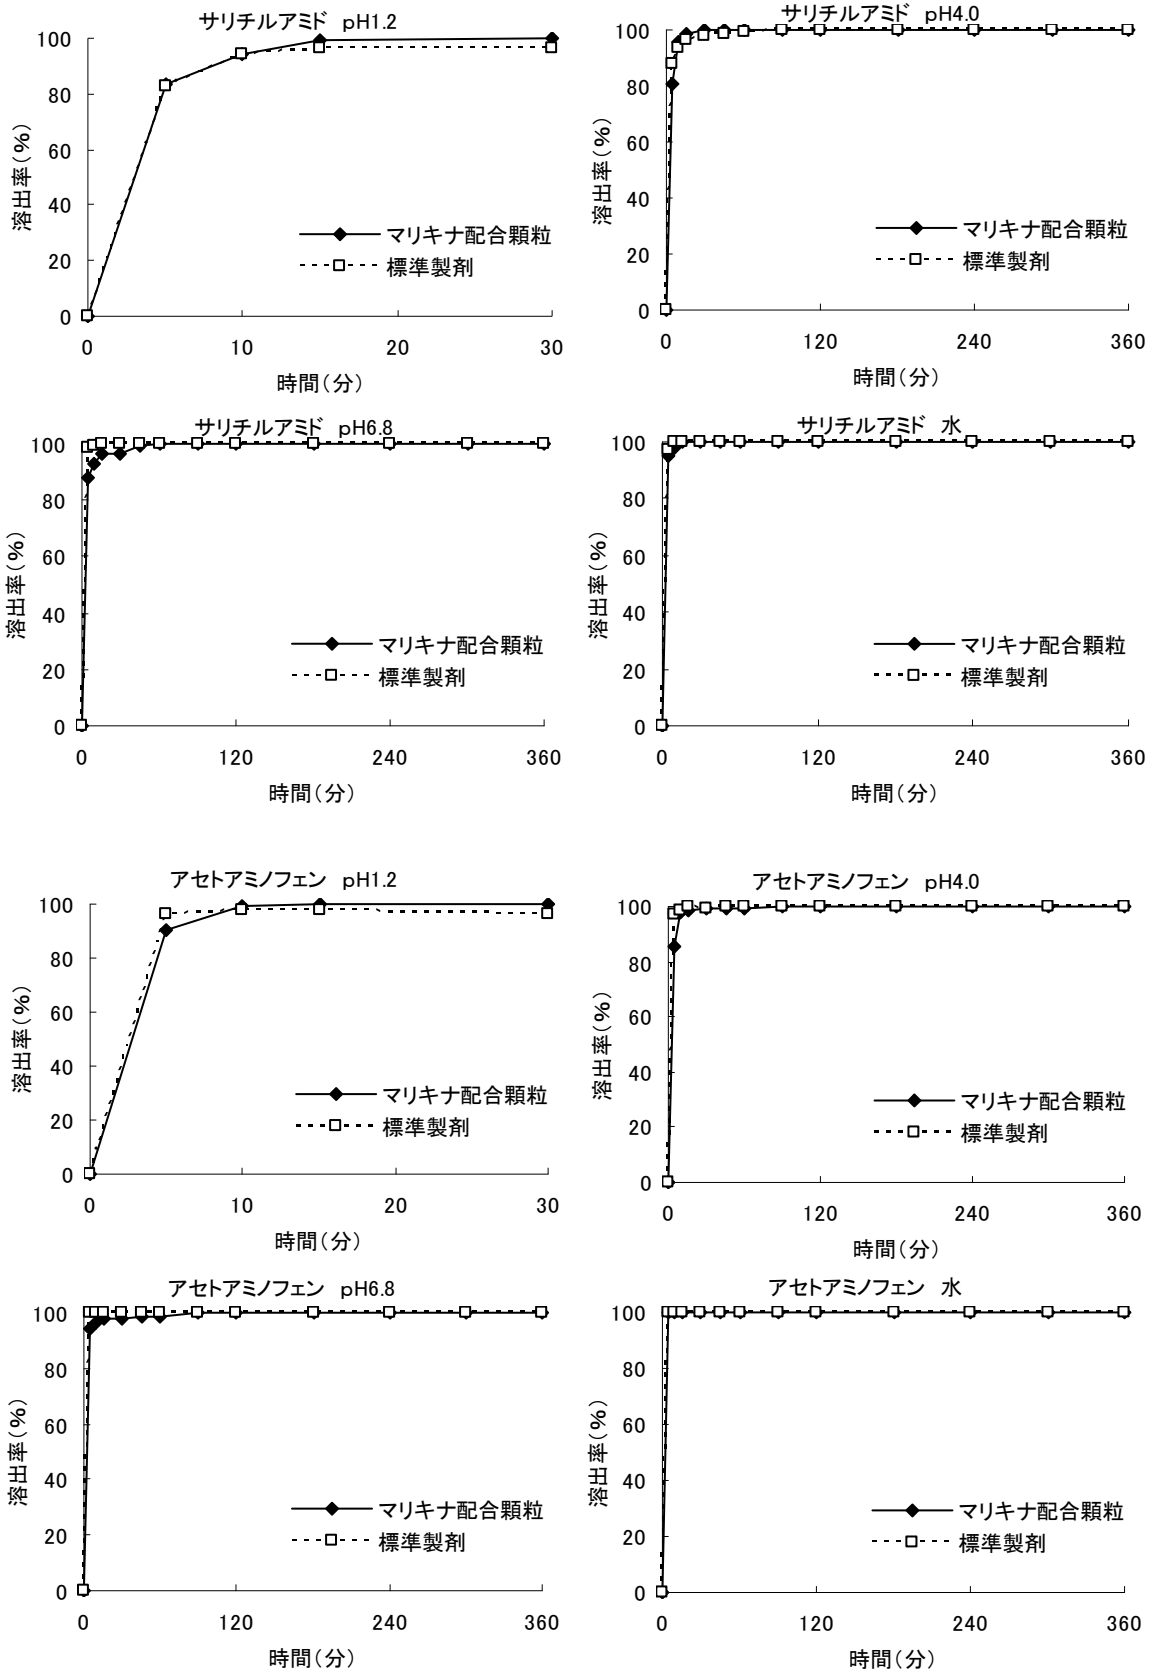 サリチルアミド　pH1.2
100
80
60
40
20
0
溶出率(%)
マリキナ配合顆粒
標準製剤
0 10 20 30
時間(分)
サリチルアミド　pH4.0
100
80
60
40
20
0
溶出率(%)
マリキナ配合顆粒
標準製剤
0 120 240 360
時間(分)
サリチルアミド　pH6.8
100
80
60
40
20
0
溶出率(%)
マリキナ配合顆粒
標準製剤
0 120 240 360
時間(分)
サリチルアミド　水
100
80
60
40
20
0
溶出率(%)
マリキナ配合顆粒
標準製剤
0 120 240 360
時間(分)
アセトアミノフェン　pH1.2
100
80
60
40
20
0
溶出率(%)
マリキナ配合顆粒
標準製剤
0 10 20 30
時間(分)
アセトアミノフェン　pH4.0
100
80
60
40
20
0
溶出率(%)
マリキナ配合顆粒
標準製剤
0 120 240 360
時間(分)
アセトアミノフェン　pH6.8
100
80
60
40
20
0
溶出率(%)
マリキナ配合顆粒
標準製剤
0 120 240 360
時間(分)
アセトアミノフェン　水
100
80
60
40
20
0
溶出率(%)
マリキナ配合顆粒
標準製剤
0 120 240 360
時間(分)